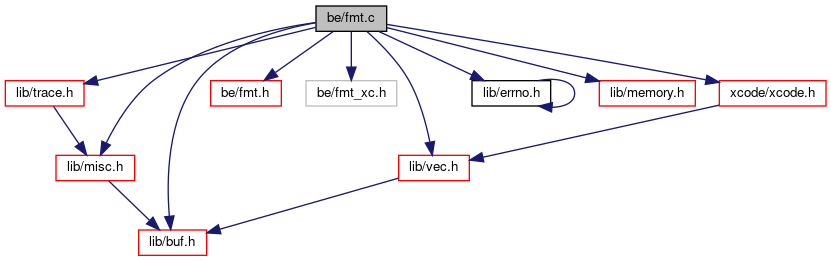 be/fmt.c
lib/trace.h
be/fmt.h
be/fmt_xc.h
lib/errno.h
lib/memory.h
xcode/xcode.h
lib/misc.h
lib/vec.h
lib/buf.h